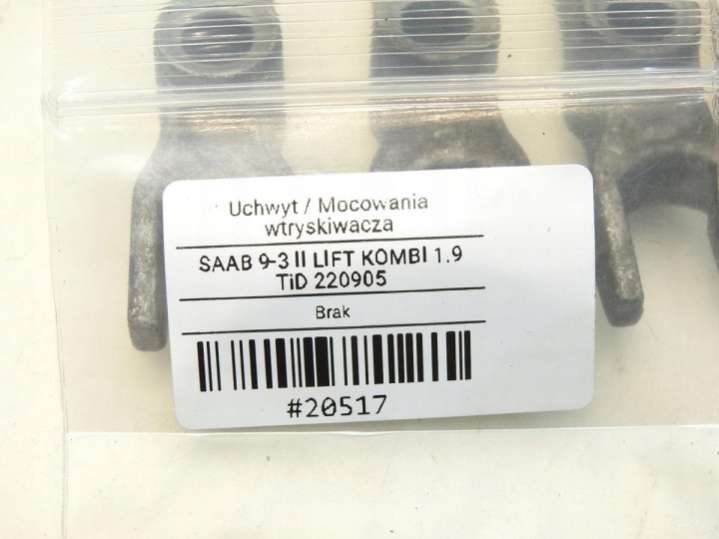 Uchwyt / Mocowania
wtryskiwacza
SAAB 9-3 II LIFT KOMBI 1.9
TiD 220905
Brak
#20517